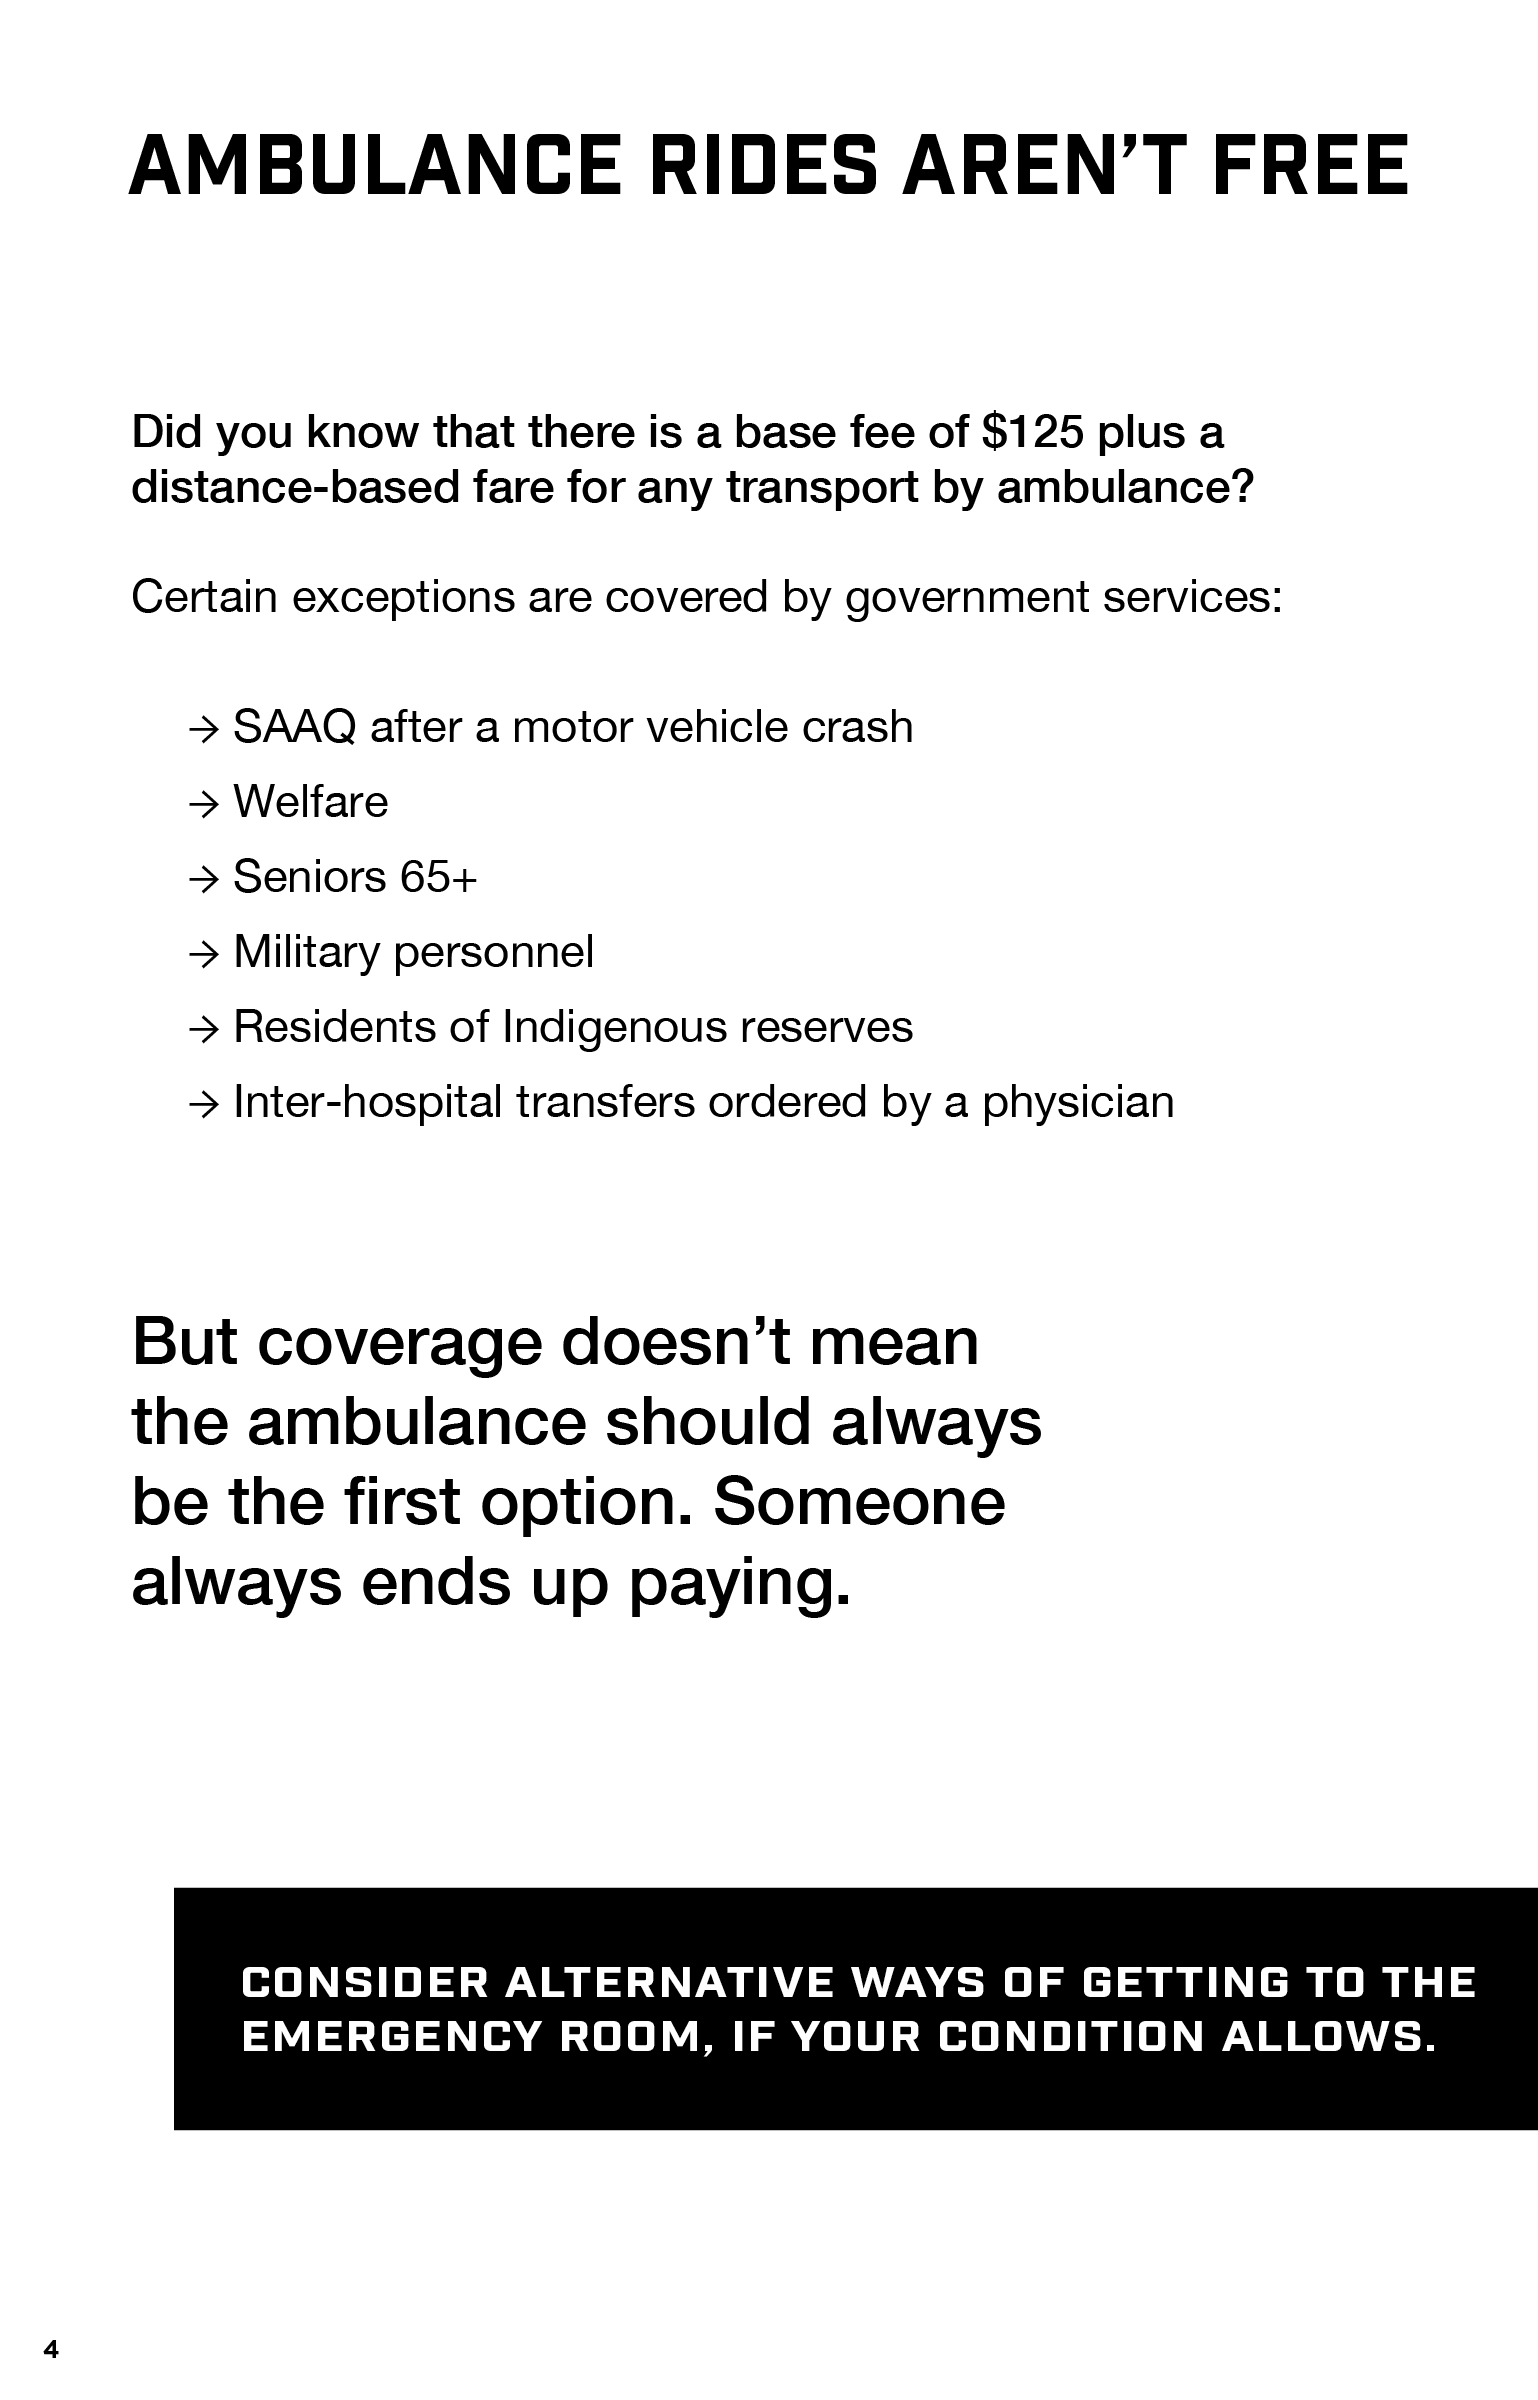 AMBULANCE RIDES AREN’T FREE
Did you know that there is a base fee of $125 plus a
distance-based fare for any transport by ambulance?
Certain exceptions are covered by government services:
→ SAAQ after a motor vehicle crash
→ Welfare
→ Seniors 65+
→ Military personnel
→ Residents of Indigenous reserves
→ Inter-hospital transfers ordered by a physician
But coverage doesn’t mean
the ambulance should always
be the first option. Someone
always ends up paying.
CONSIDER ALTERNATIVE WAYS OF GETTING TO THE
EMERGENCY ROOM, IF YOUR CONDITION ALLOWS.
4